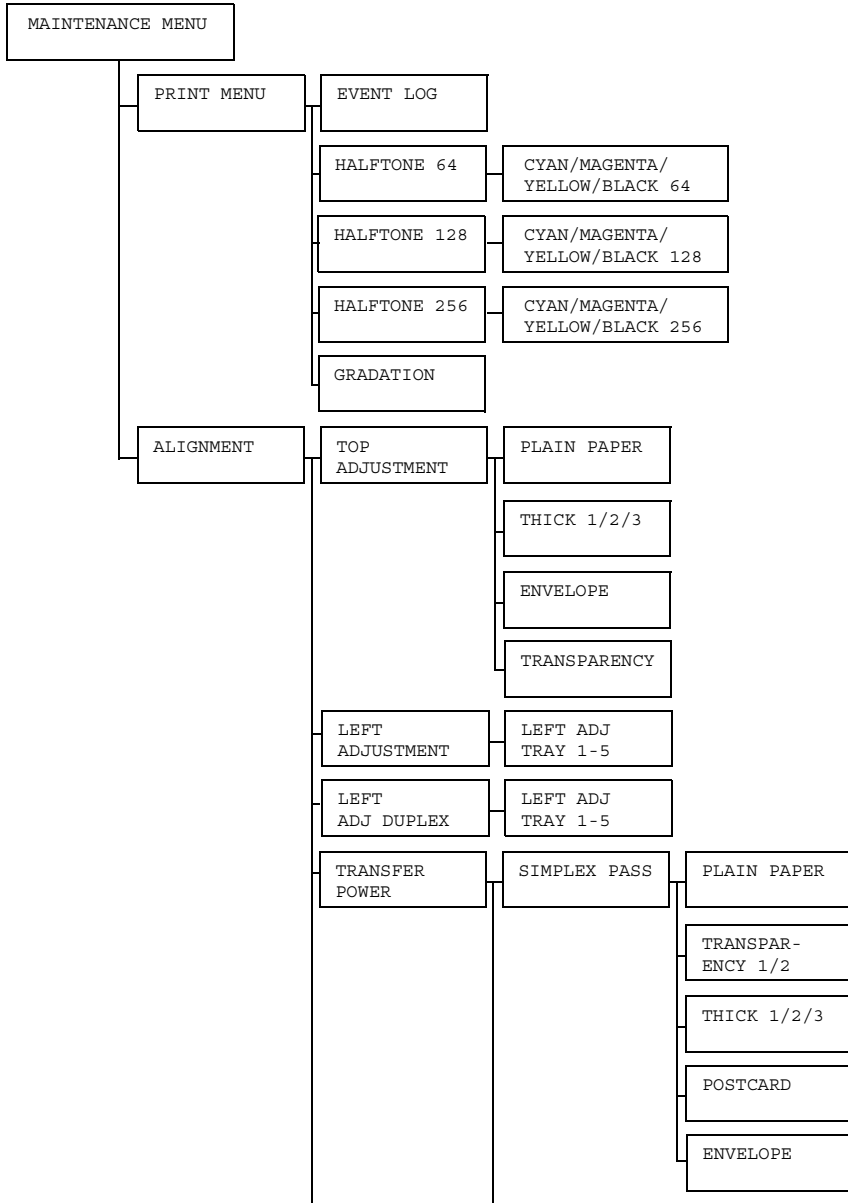 MAINTENANCE MENU
PRINT MENU
EVENT LOG
HALFTONE 64
CYAN/MAGENTA/
YELLOW/BLACK 64
HALFTONE 128
CYAN/MAGENTA/
YELLOW/BLACK 128
HALFTONE 256
CYAN/MAGENTA/
YELLOW/BLACK 256
GRADATION
ALIGNMENT
TOP
ADJUSTMENT
PLAIN PAPER
THICK 1/2/3
ENVELOPE
TRANSPARENCY
LEFT
ADJUSTMENT
LEFT ADJ
TRAY 1-5
LEFT
ADJ DUPLEX
LEFT ADJ
TRAY 1-5
TRANSFER
POWER
SIMPLEX PASS
PLAIN PAPER
TRANSPAR-
ENCY 1/2
THICK 1/2/3
POSTCARD
ENVELOPE